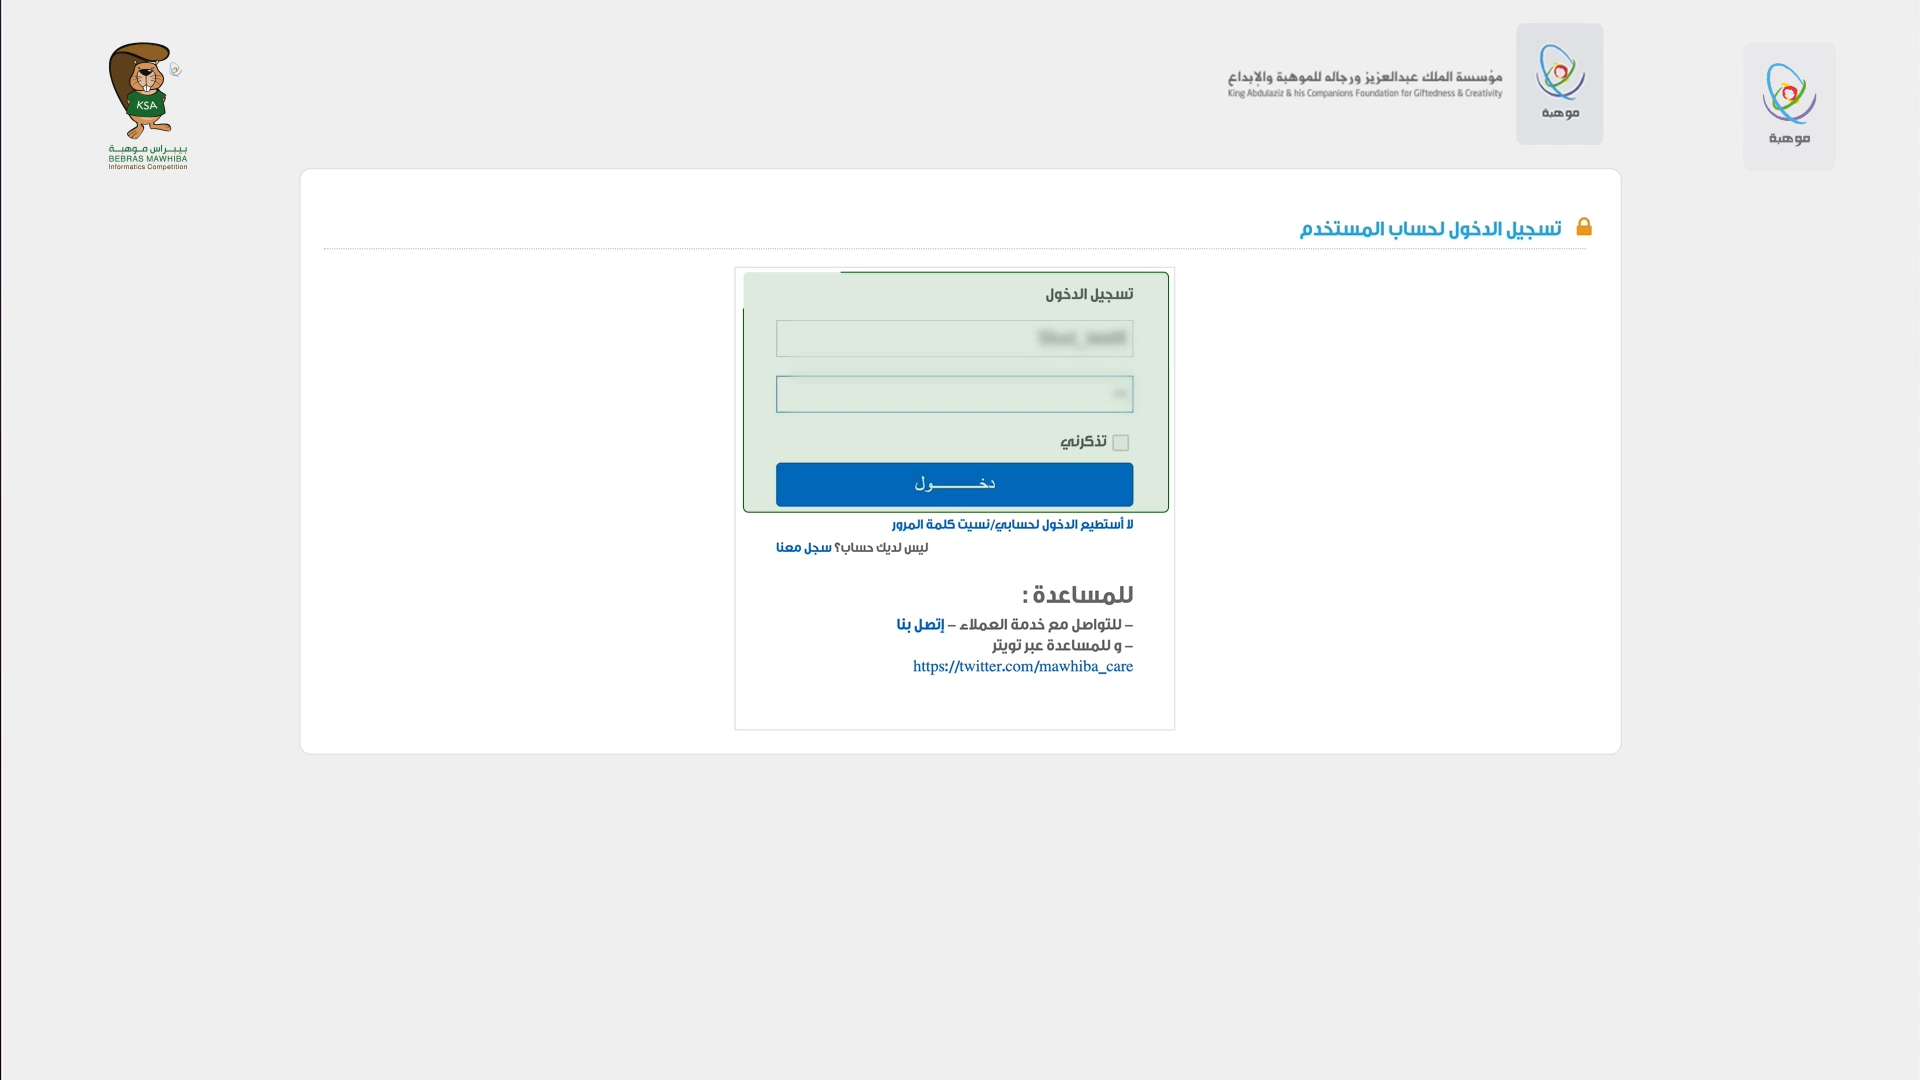 KSA
بيبراس موهبة
BEBRAS MAWHIBA
Informatics Competition
مؤسسة الملك عبدالعزيز ورجاله للموهبة والإبداع
King Abdulaziz & his Companions Foundation for Giftedness & Creativity
موهبة
موهبة
تسجيل الدخول لحساب المستخدم
تسجيل الدخول
تذكرني
دخـــــــول
لا أستطيع الدخول لحسابي/نسيت كلمة المرور
ليس لديك حساب؟ سجل معنا
للمساعدة :
– للتواصل مع خدمة العملاء – إتصل بنا
– و للمساعدة عبر تويتر
https://twitter.com/mawhiba_care